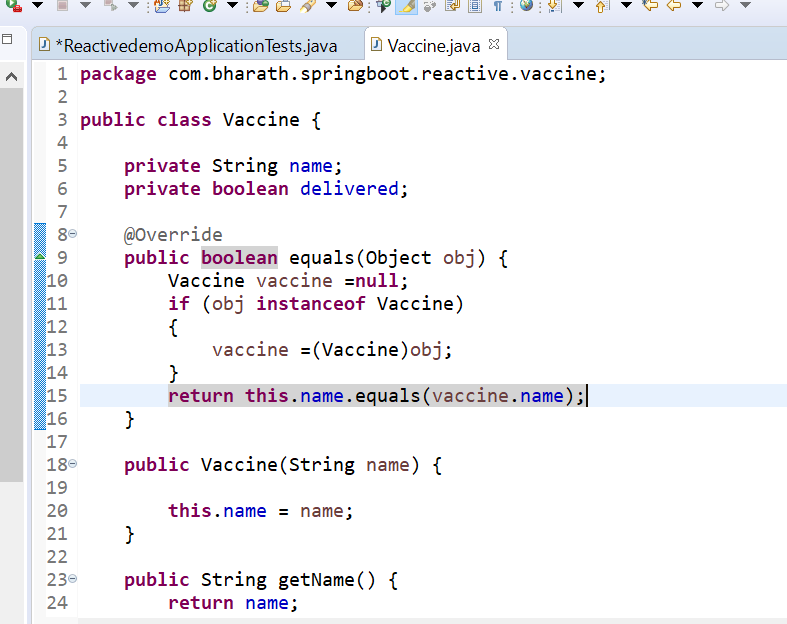 *ReactivedemoApplicationTests.java Vaccine.java
1 package com.bharath.springboot.reactive.vaccine;
2
3 public class Vaccine {
4
5 private String name;
6 private boolean delivered;
7
8 @Override
9 public boolean equals(Object obj) {
10 Vaccine vaccine =null;
11 if (obj instanceof Vaccine)
12 {
13 vaccine =(Vaccine)obj;
14 }
15 return this.name.equals(vaccine.name);
16 }
17
18 public Vaccine(String name) {
19
20 this.name = name;
21 }
22
23 public String getName() {
24 return name;